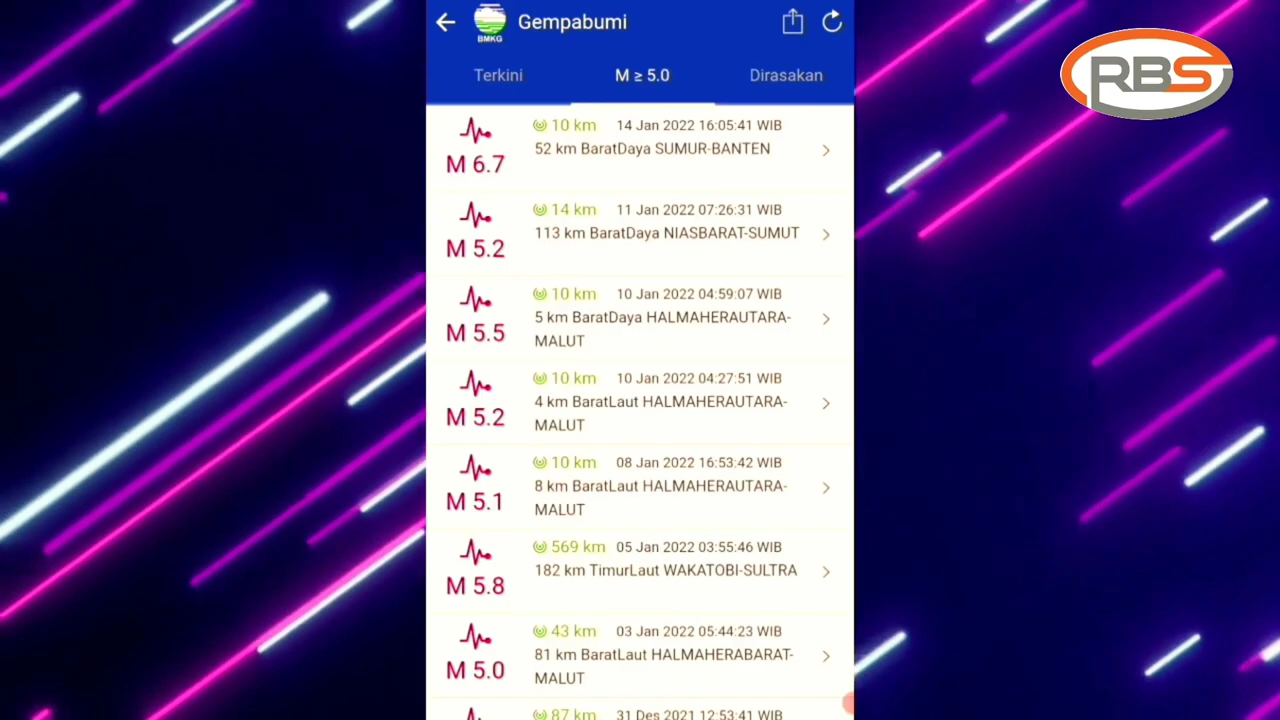 BMKG
Gempabumi
RBS
Terkini
M ≥ 5.0
Dirasakan
10 km 14 Jan 2022 16:05:41 WIB
52 km BaratDaya SUMUR-BANTEN
M 6.7
14 km 11 Jan 2022 07:26:31 WIB
113 km BaratDaya NIASBARAT-SUMUT
M 5.2
10 km 10 Jan 2022 04:59:07 WIB
5 km BaratDaya HALMAHERAUTARA-
MALUT
M 5.5
10 km 10 Jan 2022 04:27:51 WIB
4 km BaratLaut HALMAHERAUTARA-
MALUT
M 5.2
10 km 08 Jan 2022 16:53:42 WIB
8 km BaratLaut HALMAHERAUTARA-
MALUT
M 5.1
569 km 05 Jan 2022 03:55:46 WIB
182 km TimurLaut WAKATOBI-SULTRA
M 5.8
43 km 03 Jan 2022 05:44:23 WIB
81 km BaratLaut HALMAHERABARAT-
MALUT
M 5.0
87 km 31 Des 2021 12:53:41 WIB